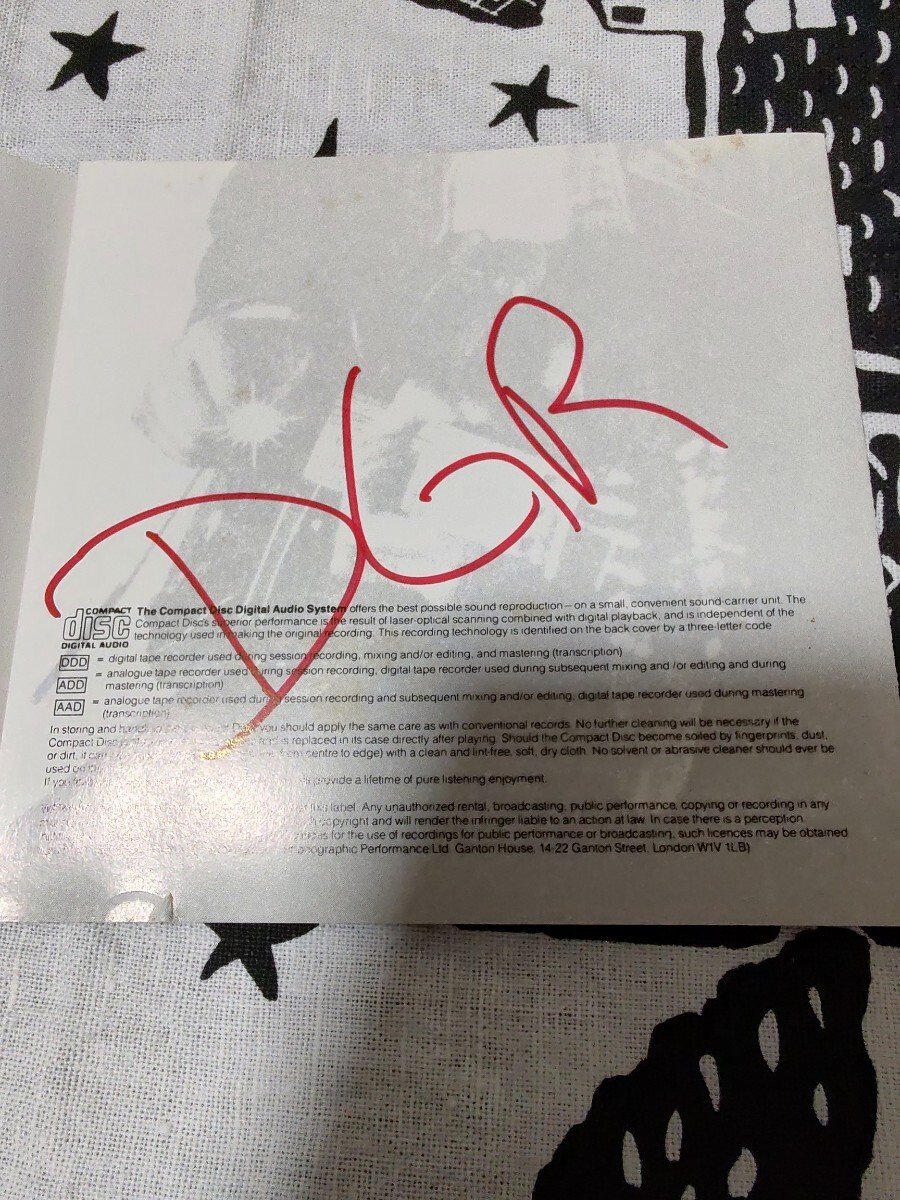 DGR
COMPACT
disc
DIGITAL AUDIO
The Compact Disc Digital Audio System offers the best possible sound reproduction – on a small, convenient sound-carrier unit. The
Compact Disc's superior performance is the result of laser-optical scanning combined with digital playback, and is independent of the
technology used in making the original recording. This recording technology is identified on the back cover by a three-letter code
DDD = digital tape recorder used during session recording, mixing and/or editing, and mastering (transcription)
ADD = analogue tape recorder used during session recording, digital tape recorder used during subsequent mixing and /or editing and during
mastering (transcription)
AAD = analogue tape recorder used during session recording and subsequent mixing and/or editing, digital tape recorder used during mastering
(transcription)
In storing and you should apply the same care as with conventional records. No further cleaning will be necessary if the
Compact Disc is replaced in its case directly after playing. Should the Compact Disc become soiled by fingerprints, dust,
or dirt, it can centre to edge) with a clean and lint-free, soft, dry cloth. No solvent or abrasive cleaner should ever be
used on
If you provide a lifetime of pure listening enjoyment
label. Any unauthorized rental, broadcasting, public performance, copying or recording in any
copyright and will render the infringer liable to an action at law. In case there is a perception
for the use of recordings for public performance or broadcasting, such licences may be obtained
Performance Ltd. Ganton House, 14-22 Ganton Street, London W1V 1LB)